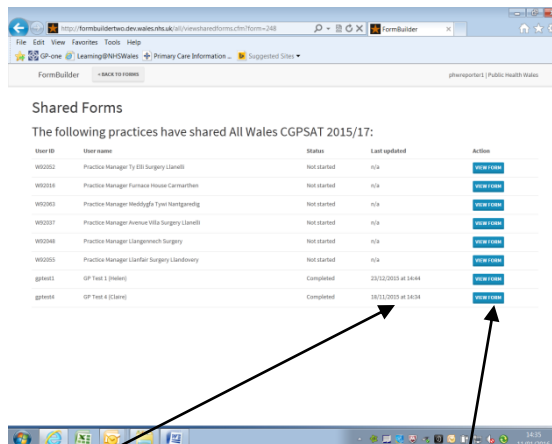 http://formbuildertwo.dev.wales.nhs.uk/all/viewsharedforms.cfm?form=248
FormBuilder
File Edit View Favorites Tools Help
GP-one Learning@NHSWales Primary Care Information ... Suggested Sites
FormBuilder < BACK TO FORMS phwreporter1 | Public Health Wales
Shared Forms
The following practices have shared All Wales CGPSAT 2015/17:
User ID User name Status Last updated Action
W92052 Practice Manager Ty Elli Surgery Llanelli Not started n/a VIEW FORM
W92016 Practice Manager Furnace House Carmarthen Not started n/a VIEW FORM
W92003 Practice Manager Meddygfa Tywi Nantgaredig Not started n/a VIEW FORM
W92037 Practice Manager Avenue Villa Surgery Llanelli Not started n/a VIEW FORM
W92046 Practice Manager Llangennech Surgery Not started n/a VIEW FORM
W92055 Practice Manager Llanfair Surgery Llandovery Not started n/a VIEW FORM
gptest1 GP Test 1 (Helen) Completed 23/12/2015 at 14:44 VIEW FORM
gptest4 GP Test 4 (Claire) Completed 18/11/2015 at 14:34 VIEW FORM
14:35